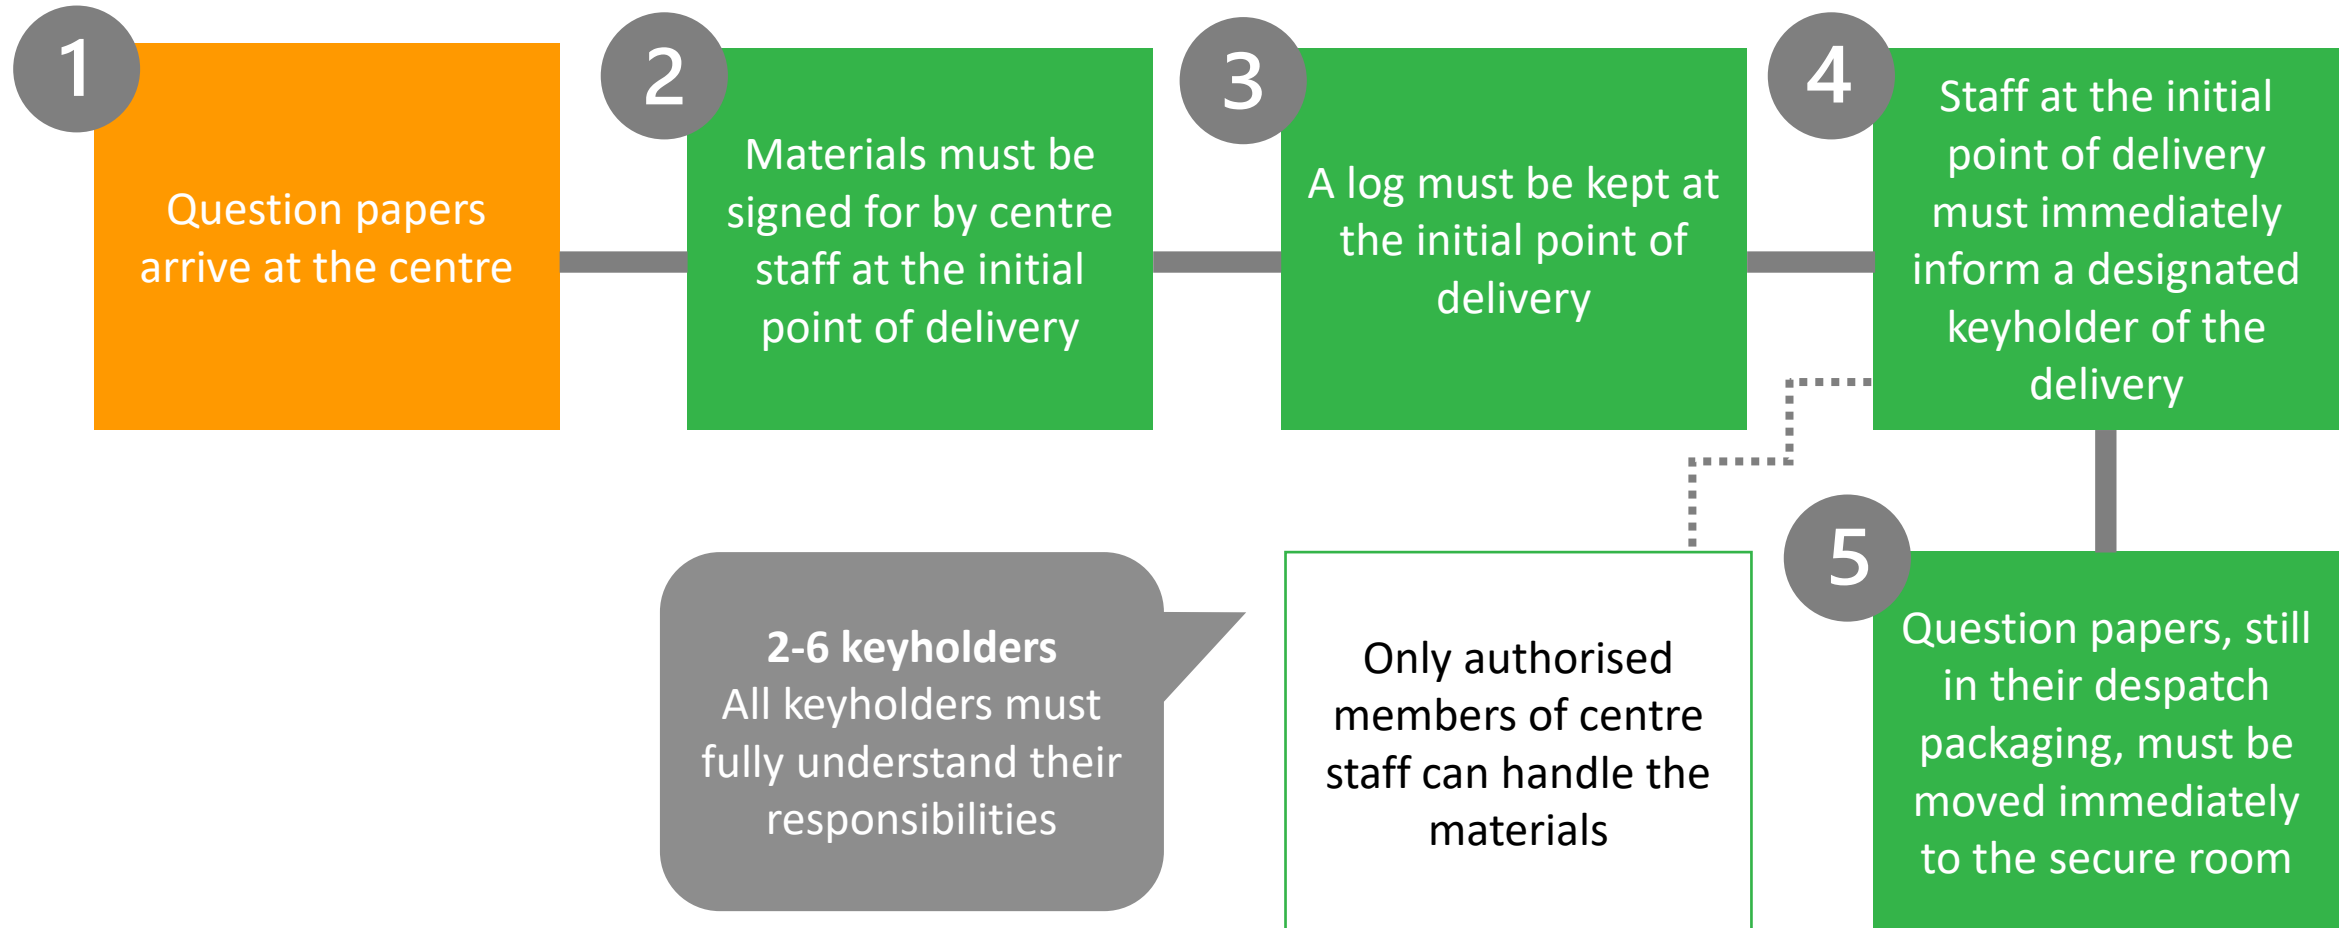 1
Question papers
arrive at the centre
2
Materials must be
signed for by centre
staff at the initial
point of delivery
3
A log must be kept at
the initial point of
delivery
4
Staff at the initial
point of delivery
must immediately
inform a designated
keyholder of the
delivery
2-6 keyholders
All keyholders must
fully understand their
responsibilities
Only authorised
members of centre
staff can handle the
materials
5
Question papers, still
in their despatch
packaging, must be
moved immediately
to the secure room